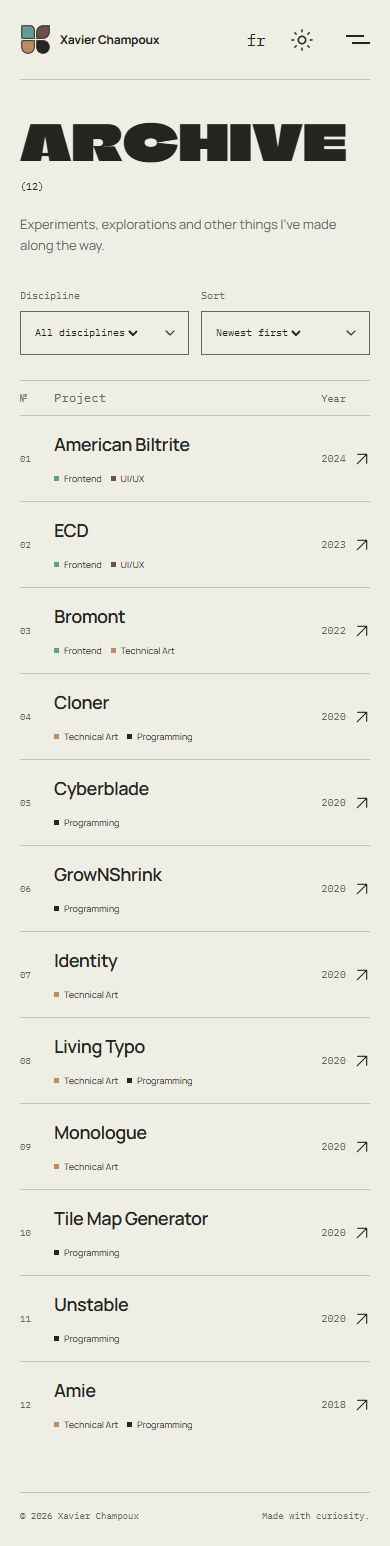 Xavier Champoux
fr
ARCHIVE
(12)
Experiments, explorations and other things I've made
along the way.
Discipline Sort
All disciplines Newest first
№ Project Year
01 American Biltrite 2024
Frontend UI/UX
02 ECD 2023
Frontend UI/UX
03 Bromont 2022
Frontend Technical Art
04 Cloner 2020
Technical Art Programming
05 Cyberblade 2020
Programming
06 GrowNShrink 2020
Programming
07 Identity 2020
Technical Art
08 Living Typo 2020
Technical Art Programming
09 Monologue 2020
Technical Art
10 Tile Map Generator 2020
Programming
11 Unstable 2020
Programming
12 Amie 2018
Technical Art Programming
© 2026 Xavier Champoux Made with curiosity.